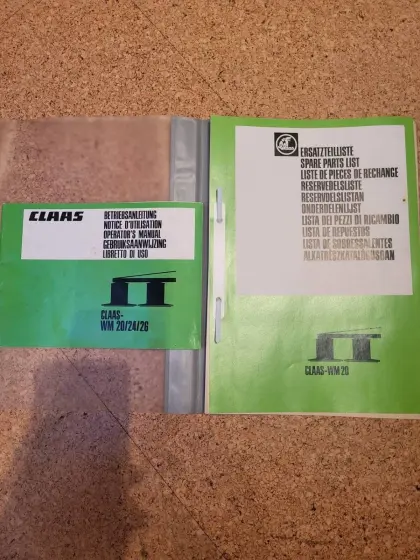 CLAAS
BETRIEBSANLEITUNG
NOTICE D'UTILISATION
OPERATOR'S MANUAL
GEBRUIKSAANWIJZING
LIBRETTO DI USO
CLAAS-
WM 20/24/26
ERSATZTEILLISTE
SPARE PARTS LIST
LISTE DE PIECES DE RECHANGE
RESERVEDELSLISTE
RESERVDELSLISTAN
ONDERDELENLIJST
LISTA DEI PEZZI DI RICAMBIO
LISTA DE REPUESTOS
LISTA DE SOBRESSALENTES
CLAAS-WM 20